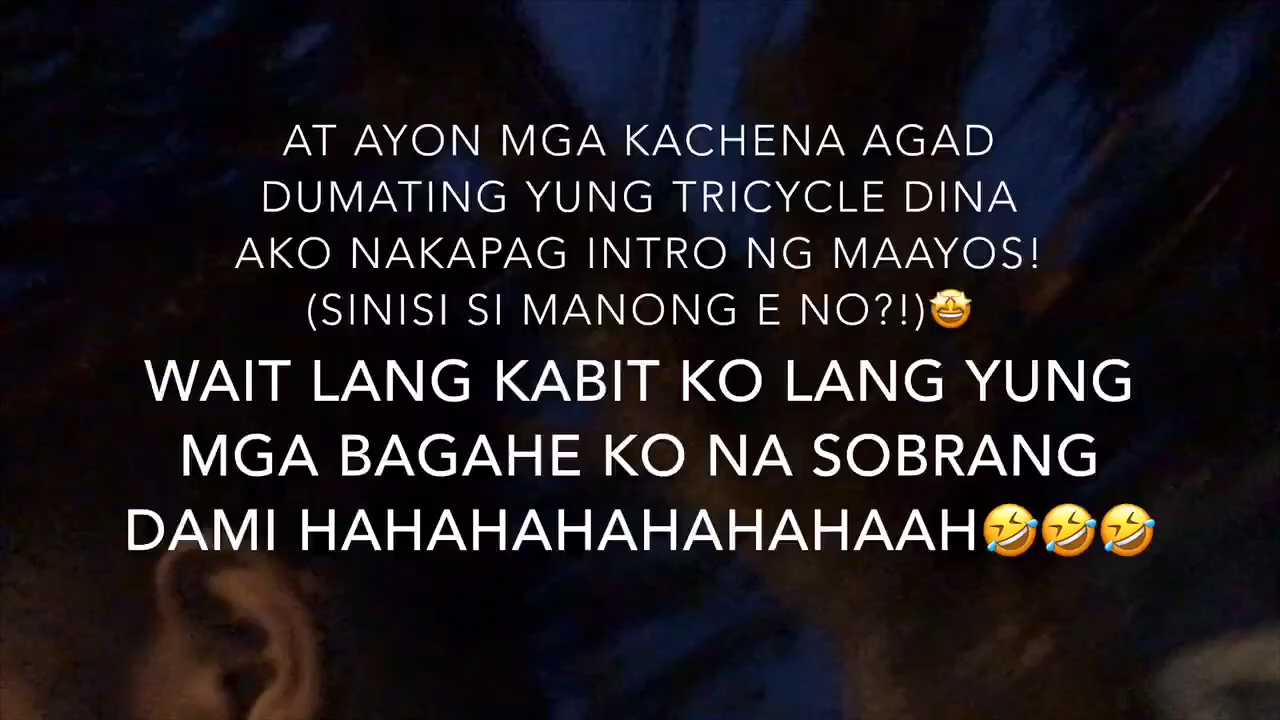 AT AYON MGA KACHENA AGAD
DUMATING YUNG TRICYCLE DINA
AKO NAKAPAG INTRO NG MAAYOS!
(SINISI SI MANONG E NO?!)🤩
WAIT LANG KABIT KO LANG YUNG
MGA BAGAHE KO NA SOBRANG
DAMI HAHAHAHAHAHAHAHAAH🤣🤣🤣